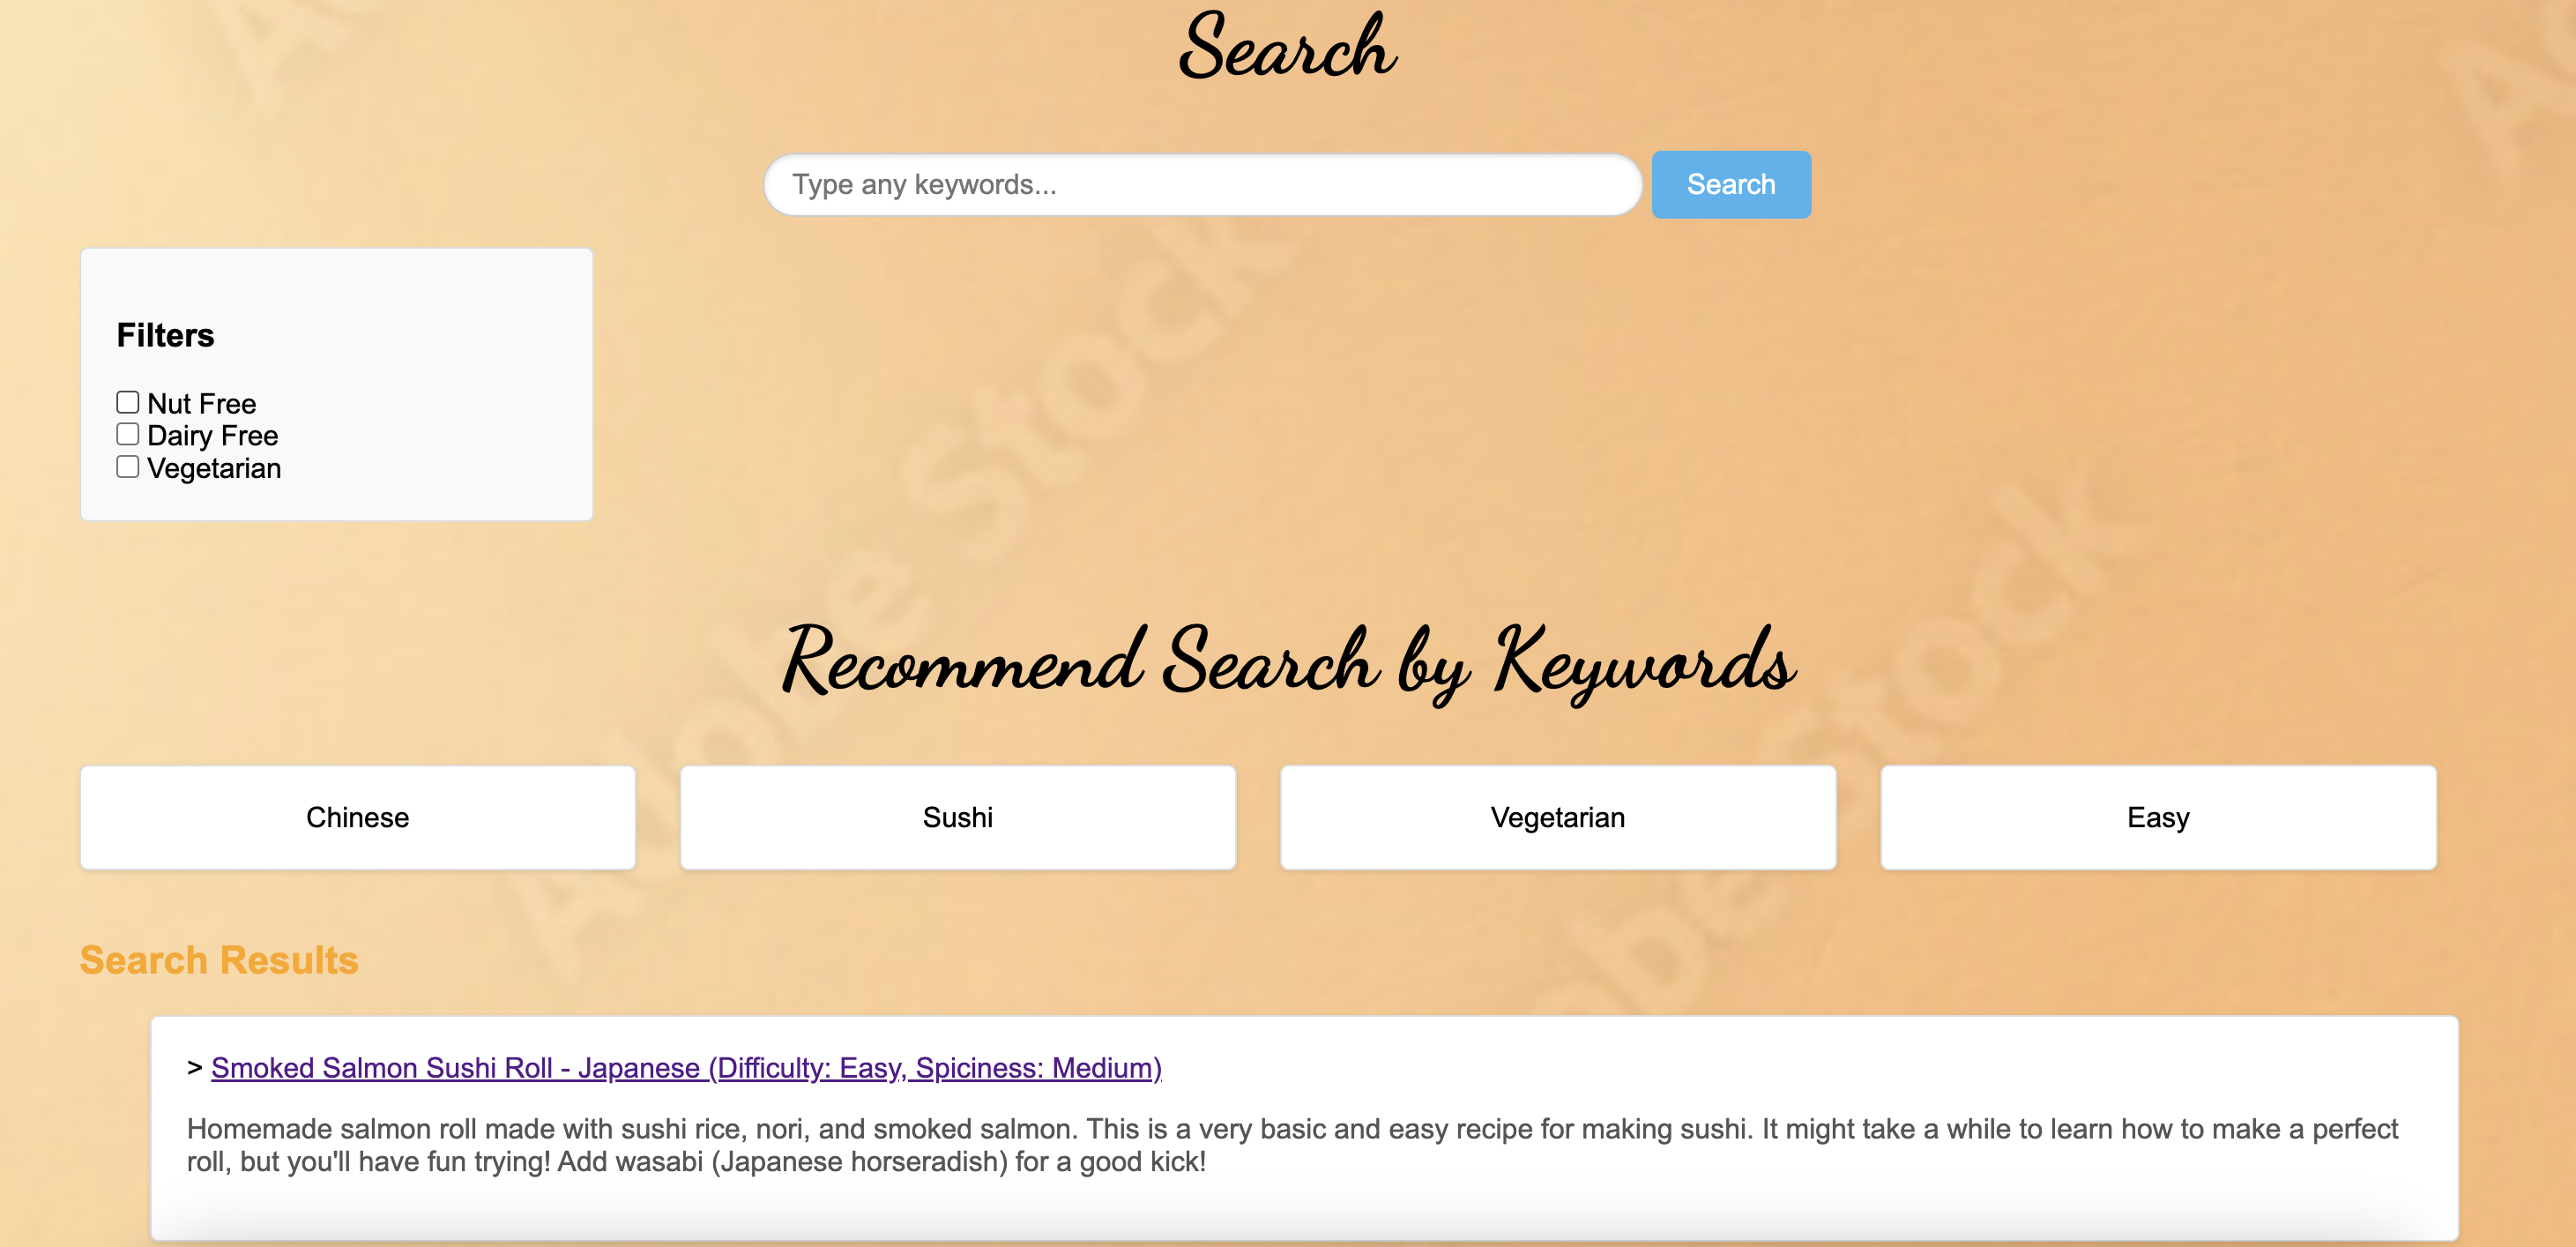 Search
Type any keywords...
Search
Filters
Nut Free
Dairy Free
Vegetarian
Adobe Stock
Recommend Search by Keywords
Chinese
Sushi
Vegetarian
Easy
Search Results
> Smoked Salmon Sushi Roll - Japanese (Difficulty: Easy, Spiciness: Medium)
Homemade salmon roll made with sushi rice, nori, and smoked salmon. This is a very basic and easy recipe for making sushi. It might take a while to learn how to make a perfect
roll, but you'll have fun trying! Add wasabi (Japanese horseradish) for a good kick!